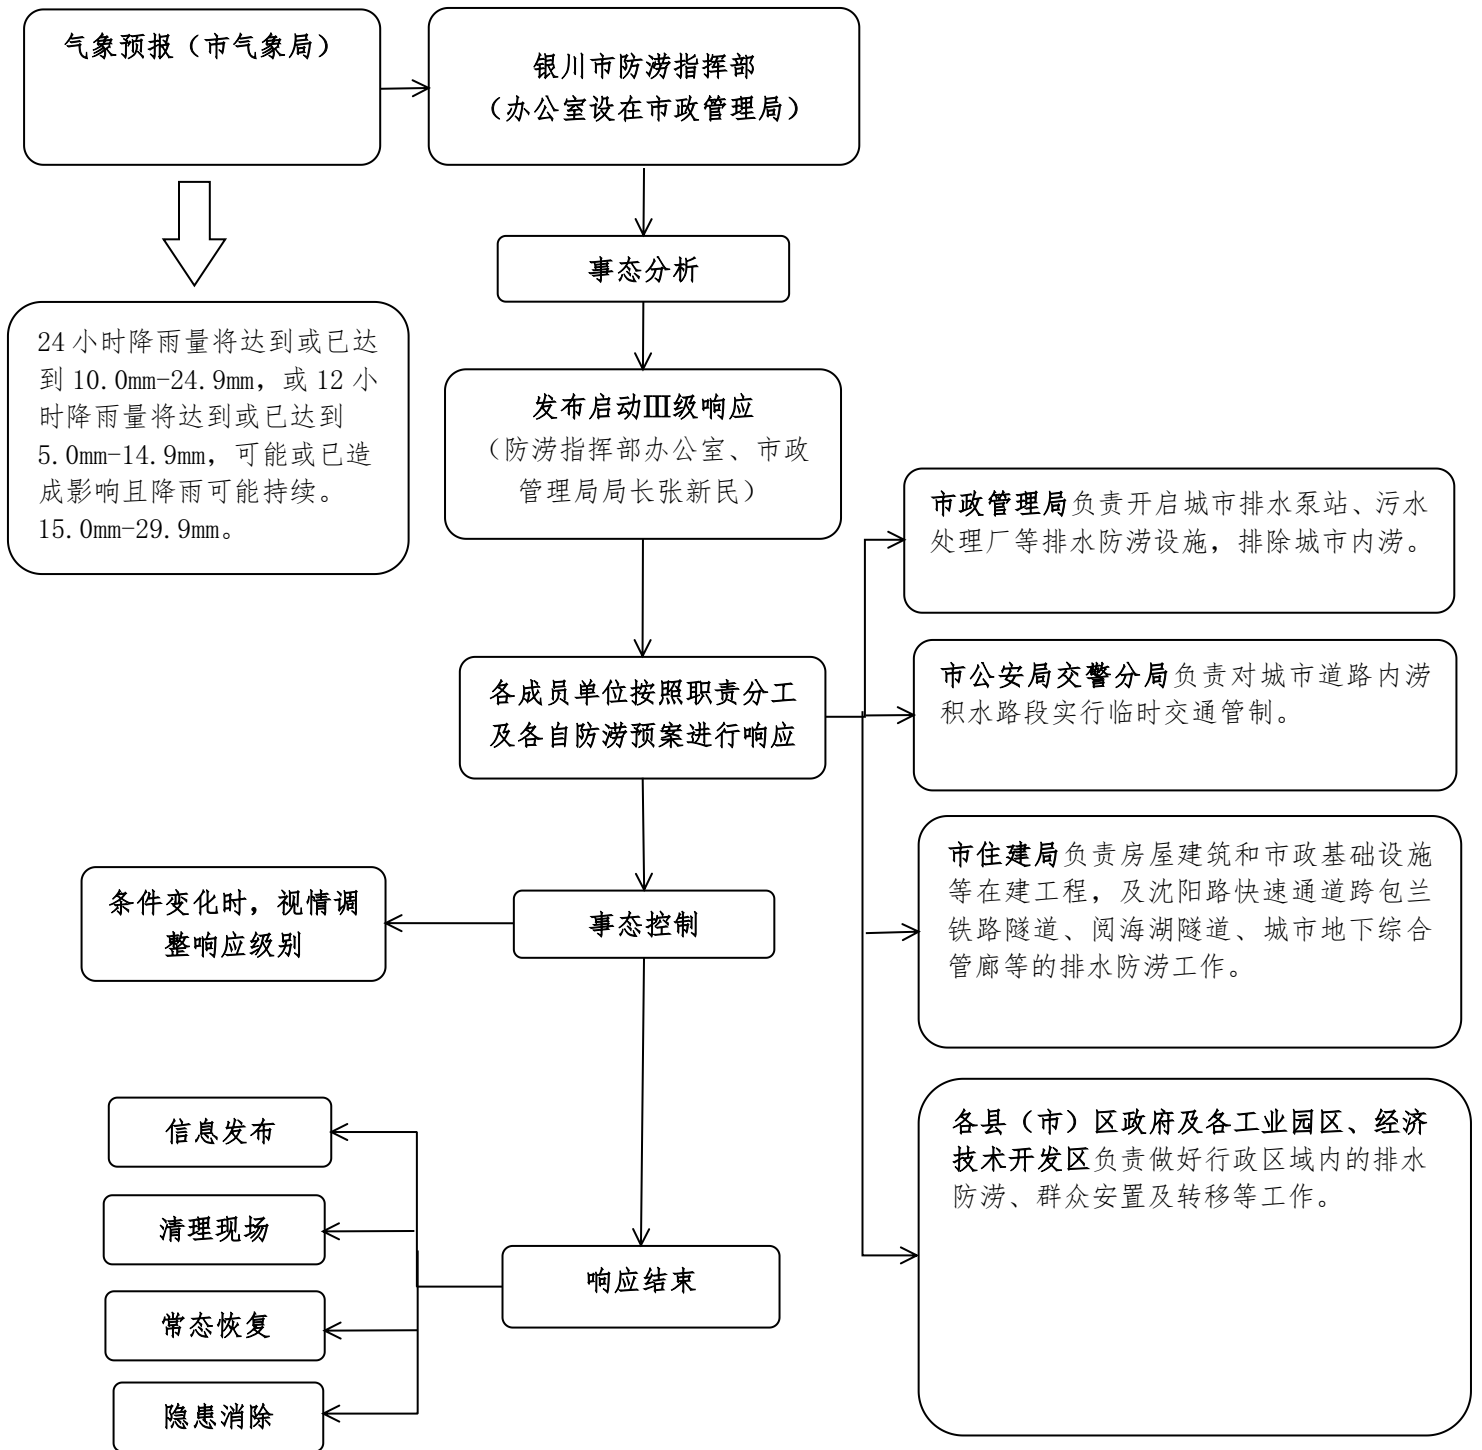 气象预报（市气象局）
银川市防涝指挥部
（办公室设在市政管理局）
事态分析
24 小时降雨量将达到或已达
到 10.0mm-24.9mm，或 12 小
时降雨量将达到或已达到
5.0mm-14.9mm，可能或已造
成影响且降雨可能持续。
15.0mm-29.9mm。
发布启动Ⅲ级响应
（防涝指挥部办公室、市政
管理局局长张新民）
市政管理局负责开启城市排水泵站、污水
处理厂等排水防涝设施，排除城市内涝。
各成员单位按照职责分工
及各自防涝预案进行响应
市公安局交警分局负责对城市道路内涝
积水路段实行临时交通管制。
市住建局负责房屋建筑和市政基础设施
等在建工程，及沈阳路快速通道跨包兰
铁路隧道、阅海湖隧道、城市地下综合
管廊等的排水防涝工作。
条件变化时，视情调
整响应级别
事态控制
各县（市）区政府及各工业园区、经济
技术开发区负责做好行政区域内的排水
防涝、群众安置及转移等工作。
信息发布
清理现场
响应结束
常态恢复
隐患消除